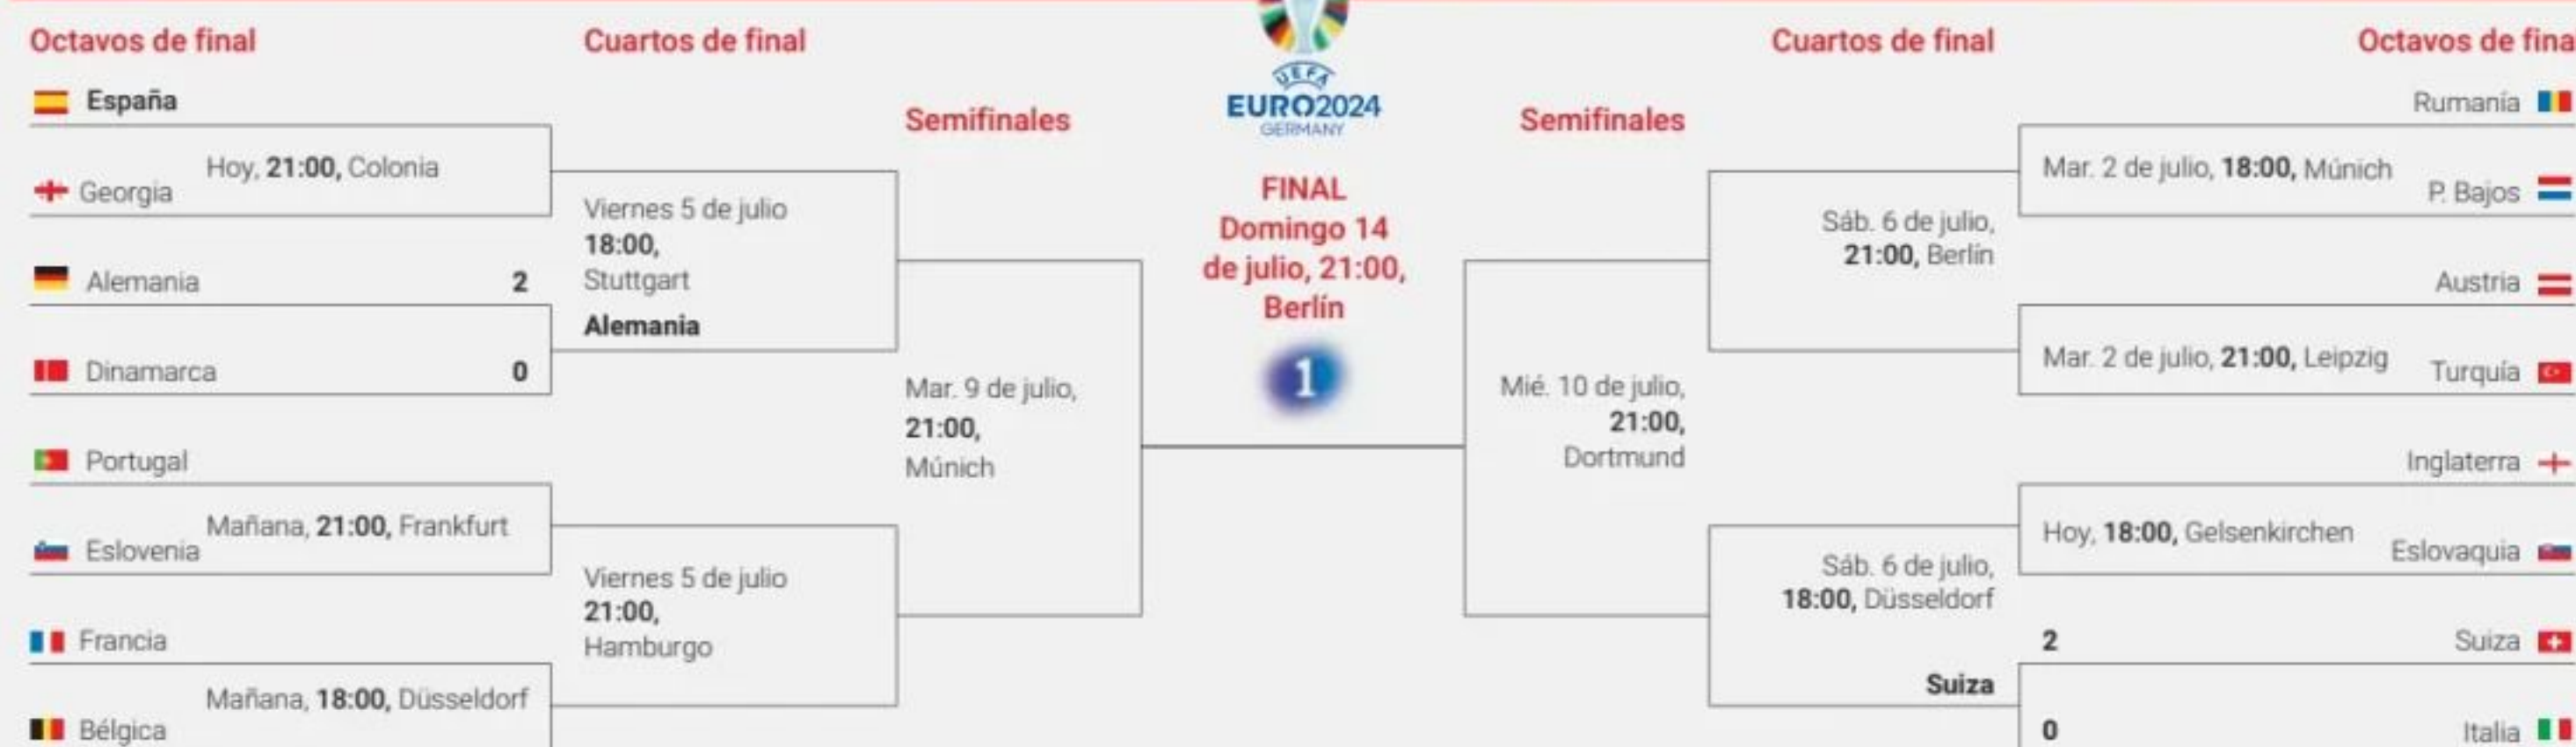 Octavos de final
España
Hoy, 21:00, Colonia
Georgia
Alemania 2
Dinamarca 0
Portugal
Mañana, 21:00, Frankfurt
Eslovenia
Francia
Mañana, 18:00, Düsseldorf
Bélgica
Cuartos de final
Viernes 5 de julio
18:00,
Stuttgart
Alemania
Viernes 5 de julio
21:00,
Hamburgo
Semifinales
Mar. 9 de julio,
21:00,
Múnich
UEFA
EURO2024
GERMANY
FINAL
Domingo 14
de julio, 21:00,
Berlín
1
Semifinales
Mié. 10 de julio,
21:00,
Dortmund
Cuartos de final
Sáb. 6 de julio,
21:00, Berlín
Sáb. 6 de julio,
18:00, Düsseldorf
Suiza
Octavos de fina
Rumanía
Mar. 2 de julio, 18:00, Múnich
P. Bajos
Austria
Mar. 2 de julio, 21:00, Leipzig
Turquía
Inglaterra
Hoy, 18:00, Gelsenkirchen
Eslovaquia
2 Suiza
0 Italia